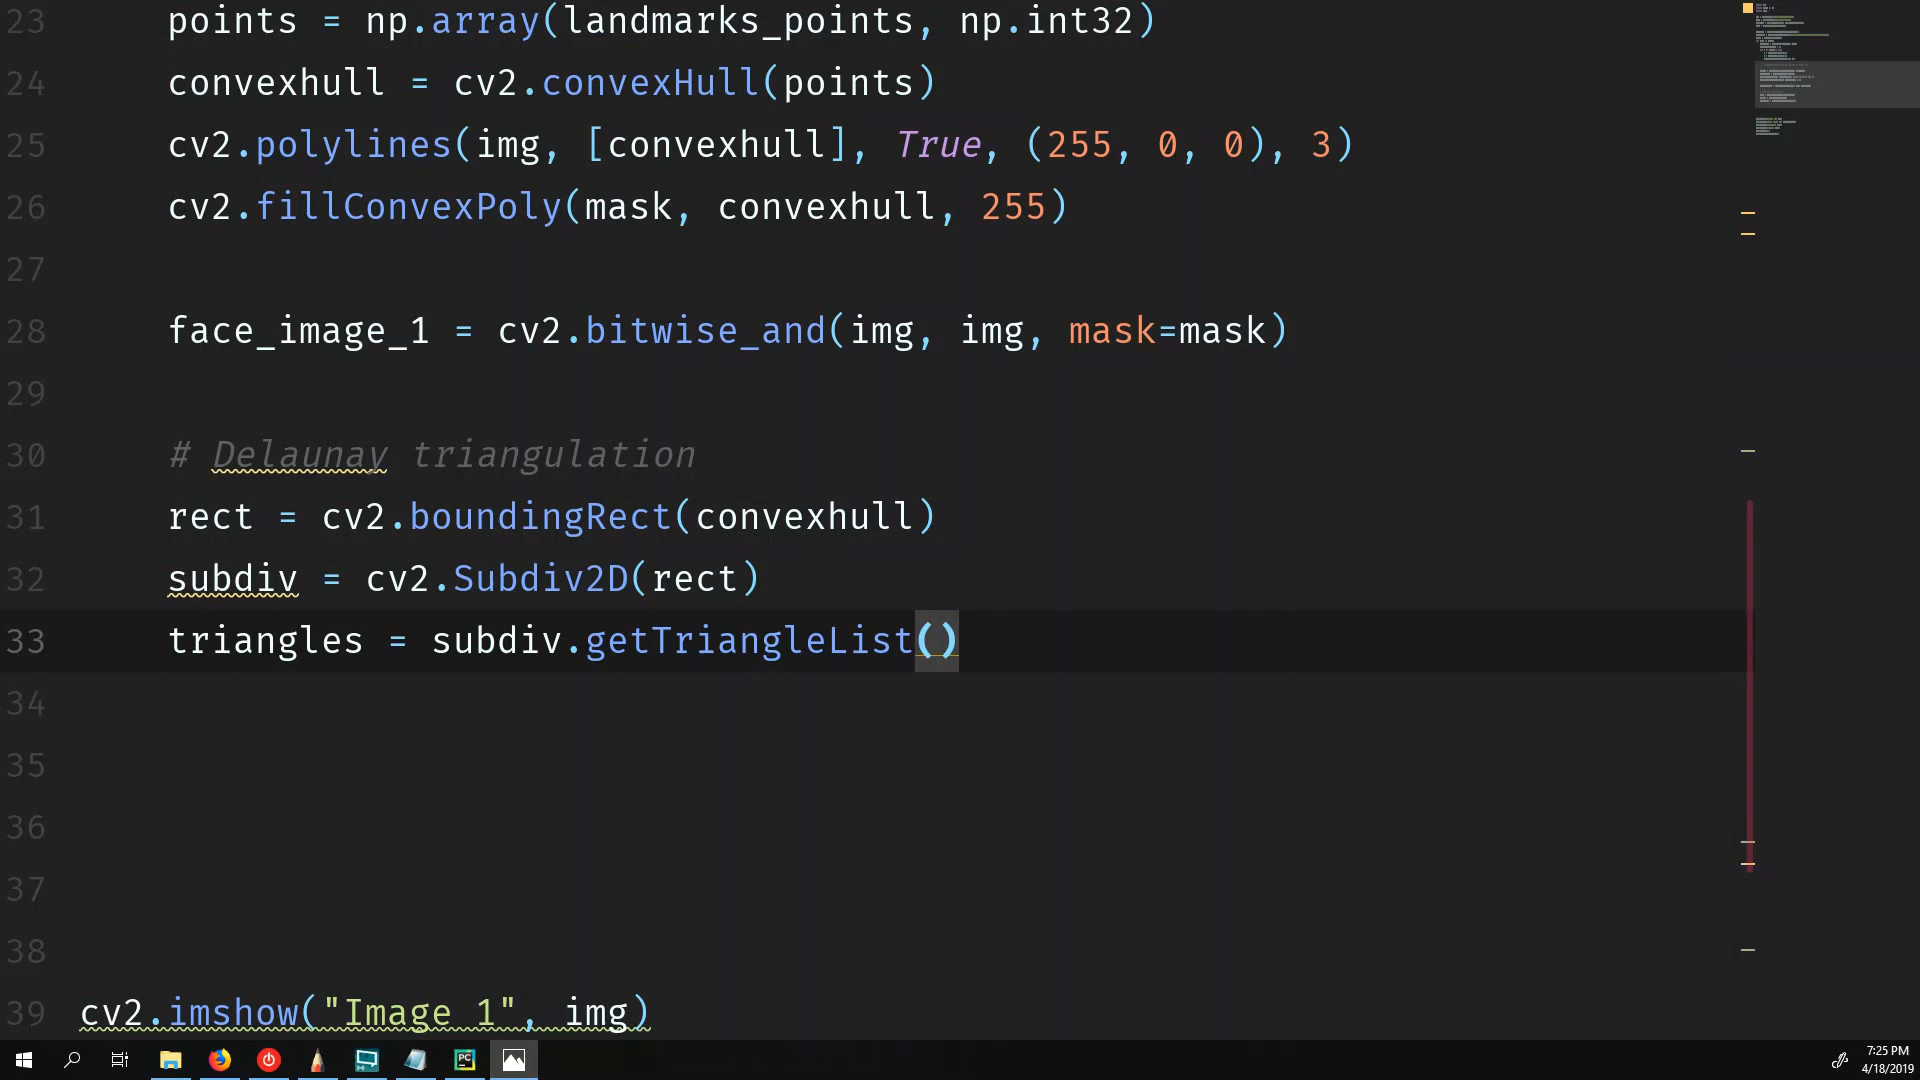 23 points = np.array(landmarks_points, np.int32)
24 convexhull = cv2.convexHull(points)
25 cv2.polylines(img, [convexhull], True, (255, 0, 0), 3)
26 cv2.fillConvexPoly(mask, convexhull, 255)
27
28 face_image_1 = cv2.bitwise_and(img, img, mask=mask)
29
30 # Delaunay triangulation
31 rect = cv2.boundingRect(convexhull)
32 subdiv = cv2.Subdiv2D(rect)
33 triangles = subdiv.getTriangleList()
34
35
36
37
38
39 cv2.imshow("Image 1", img)
PC
7:25 PM
4/18/2019